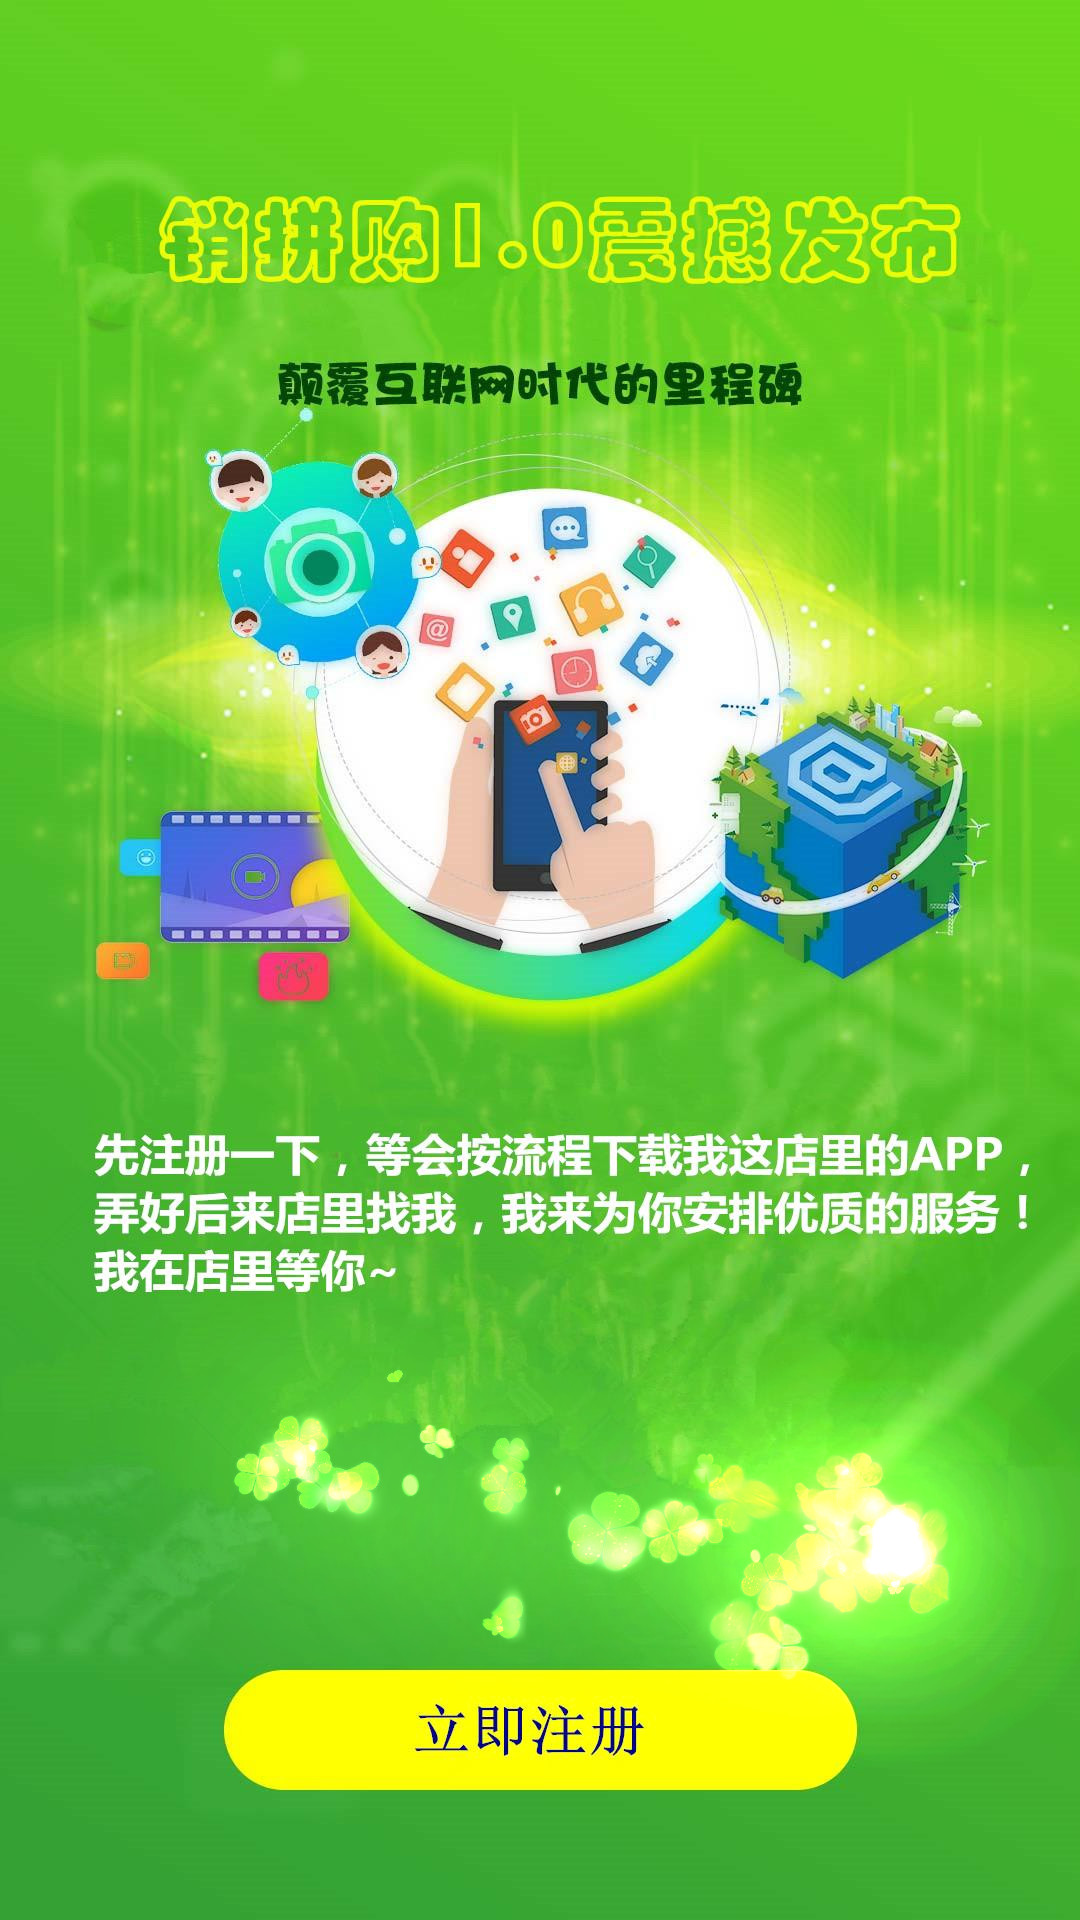 销拼购1.0震撼发布
颠覆互联网时代的里程碑
@
@
先注册一下，等会按流程下载我这店里的APP，
弄好后来店里找我，我来为你安排优质的服务！
我在店里等你~
立即注册